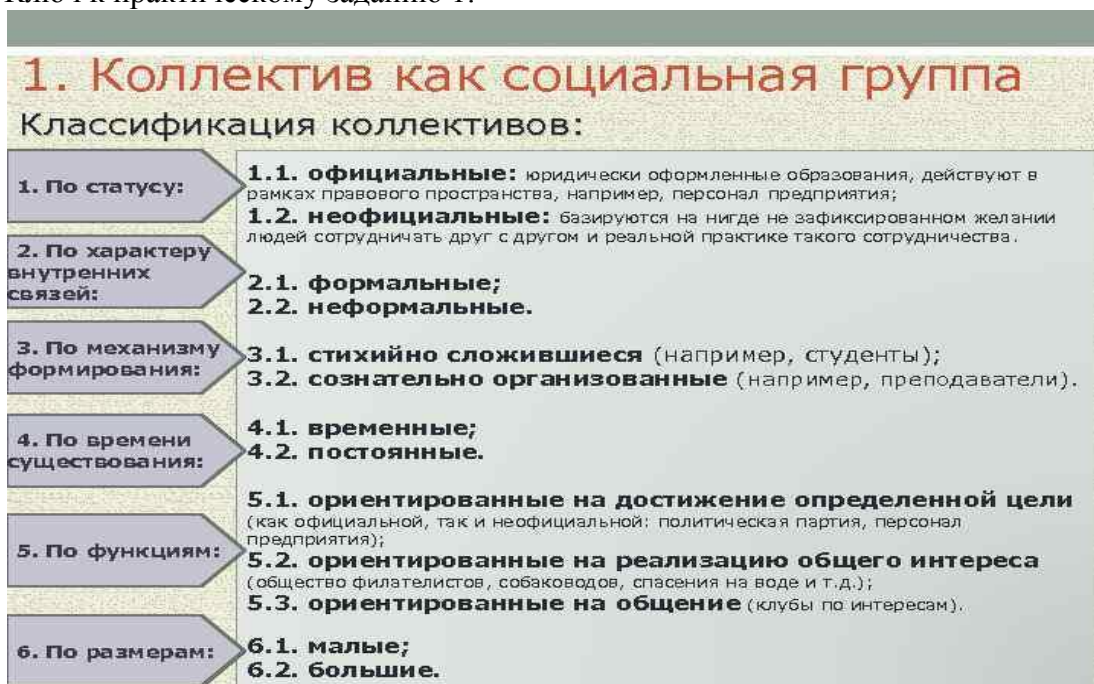 Ключ к практическому заданию 1.
1. Коллектив как социальная группа
Классификация коллективов:
1. По статусу:
1.1. официальные: юридически оформленные образования, действуют в
рамках правового пространства, например, персонал предприятия;
1.2. неофициальные: базируются на нигде не зафиксированном желании
людей сотрудничать друг с другом и реальной практике такого сотрудничества.
2. По характеру
внутренних
связей:
2.1. формальные;
2.2. неформальные.
3. По механизму
формирования:
3.1. стихийно сложившиеся (например, студенты);
3.2. сознательно организованные (например, преподаватели).
4. По времени
существования:
4.1. временные;
4.2. постоянные.
5. По функциям:
5.1. ориентированные на достижение определенной цели
(как официальной, так и неофициальной: политическая партия, персонал
предприятия);
5.2. ориентированные на реализацию общего интереса
(общество филателистов, собаководов, спасения на воде и т.д.);
5.3. ориентированные на общение (клубы по интересам).
6. По размерам:
6.1. малые;
6.2. большие.